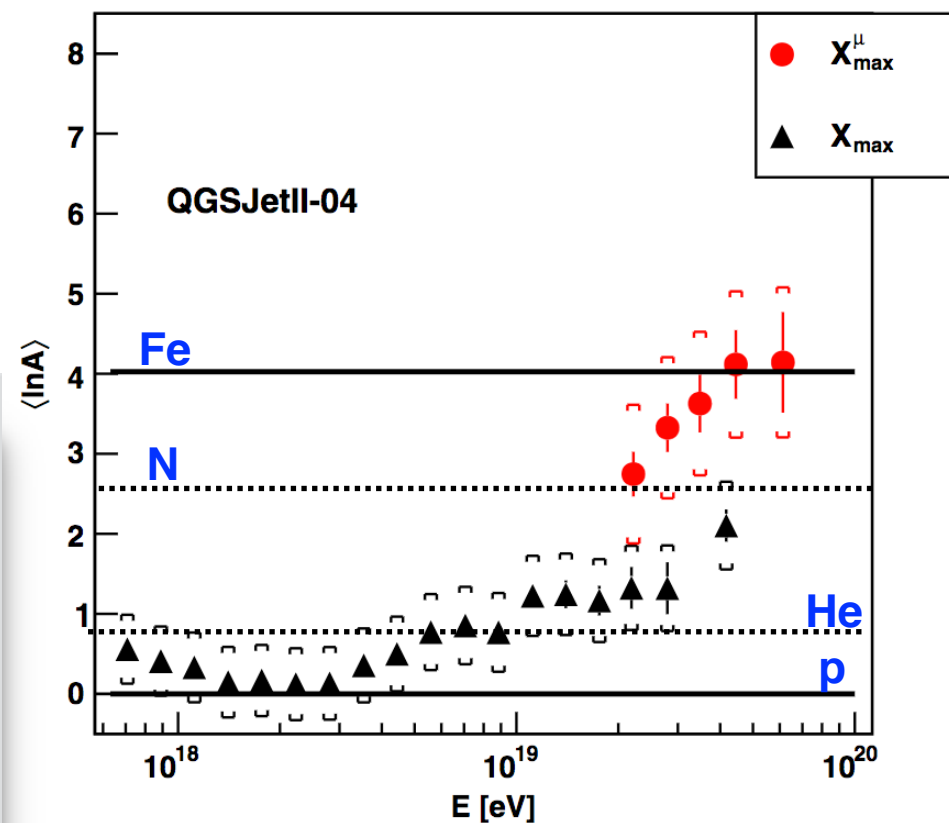 8
X^μ_max
7
X_max
QGSJetII-04
6
5
Fe
4
⟨lnA⟩
3
N
2
1
He
p
0
10^18
10^19
10^20
E [eV]